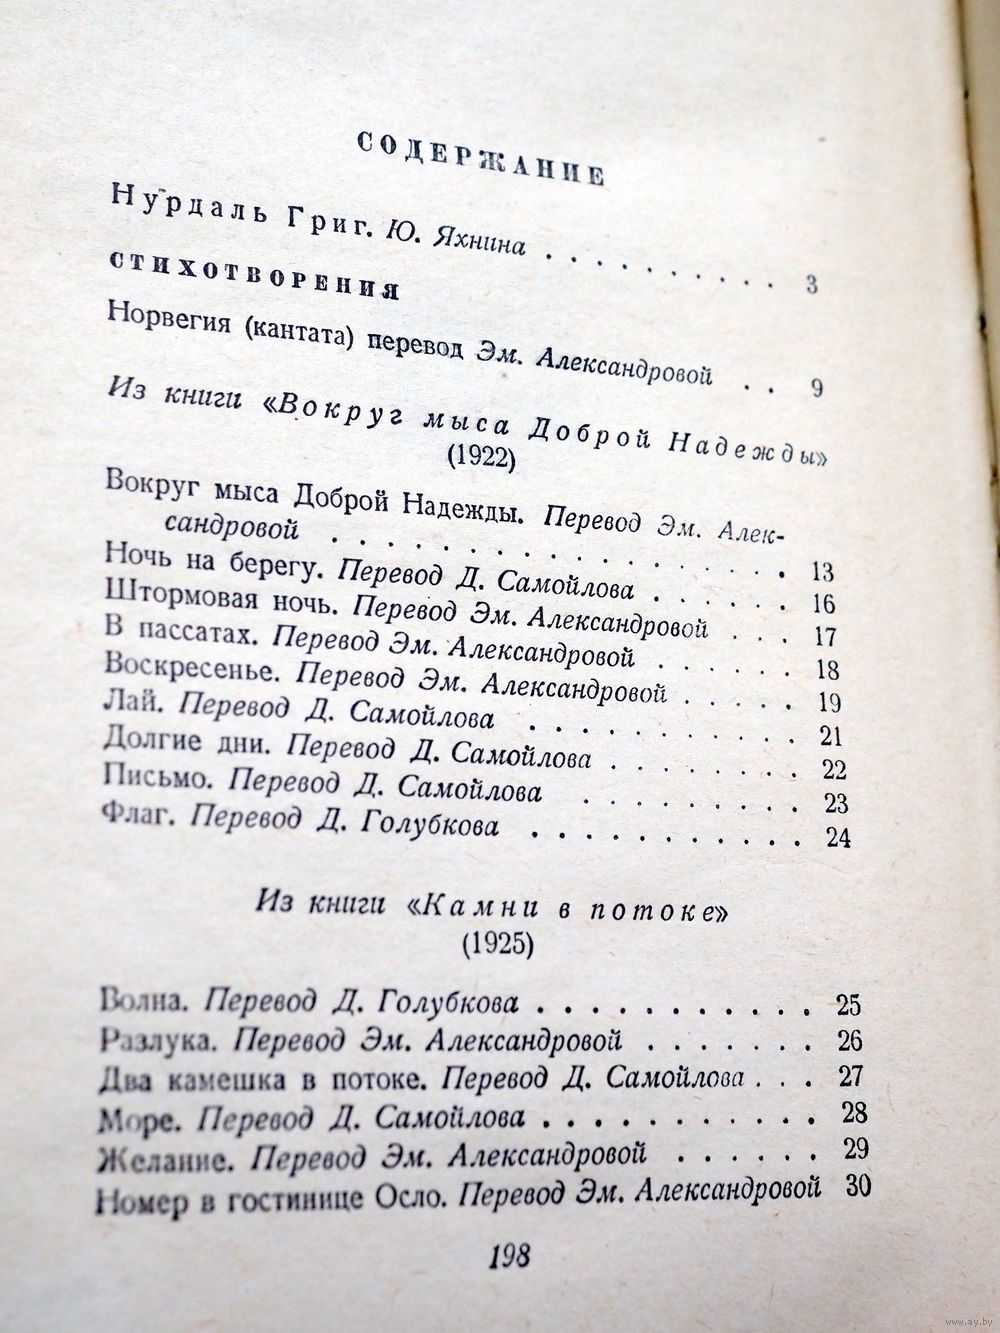 СОДЕРЖАНИЕ
Нурдаль Григ. Ю. Яхнина . . . . . . . . . . 3
СТИХОТВОРЕНИЯ
Норвегия (кантата) перевод Эм. Александровой . . 9
Из книги «Вокруг мыса Доброй Надежды»
(1922)
Вокруг мыса Доброй Надежды. Перевод Эм. Алек-
сандровой . . . . . . . . . . . . . . . . . 13
Ночь на берегу. Перевод Д. Самойлова . . . . . . 16
Штормовая ночь. Перевод Эм. Александровой . . . 17
В пассатах. Перевод Эм. Александровой . . . . . . 18
Воскресенье. Перевод Эм. Александровой . . . . . 19
Лай. Перевод Д. Самойлова . . . . . . . . . . 21
Долгие дни. Перевод Д. Самойлова . . . . . . . . 22
Письмо. Перевод Д. Самойлова . . . . . . . . . 23
Флаг. Перевод Д. Голубкова . . . . . . . . . . . 24
Из книги «Камни в потоке»
(1925)
Волна. Перевод Д. Голубкова . . . . . . . . . . . 25
Разлука. Перевод Эм. Александровой . . . . . . . 26
Два камешка в потоке. Перевод Д. Самойлова . . . 27
Море. Перевод Д. Самойлова . . . . . . . . . . . 28
Желание. Перевод Эм. Александровой . . . . . . 29
Номер в гостинице Осло. Перевод Эм. Александровой 30
198
www.ay.by